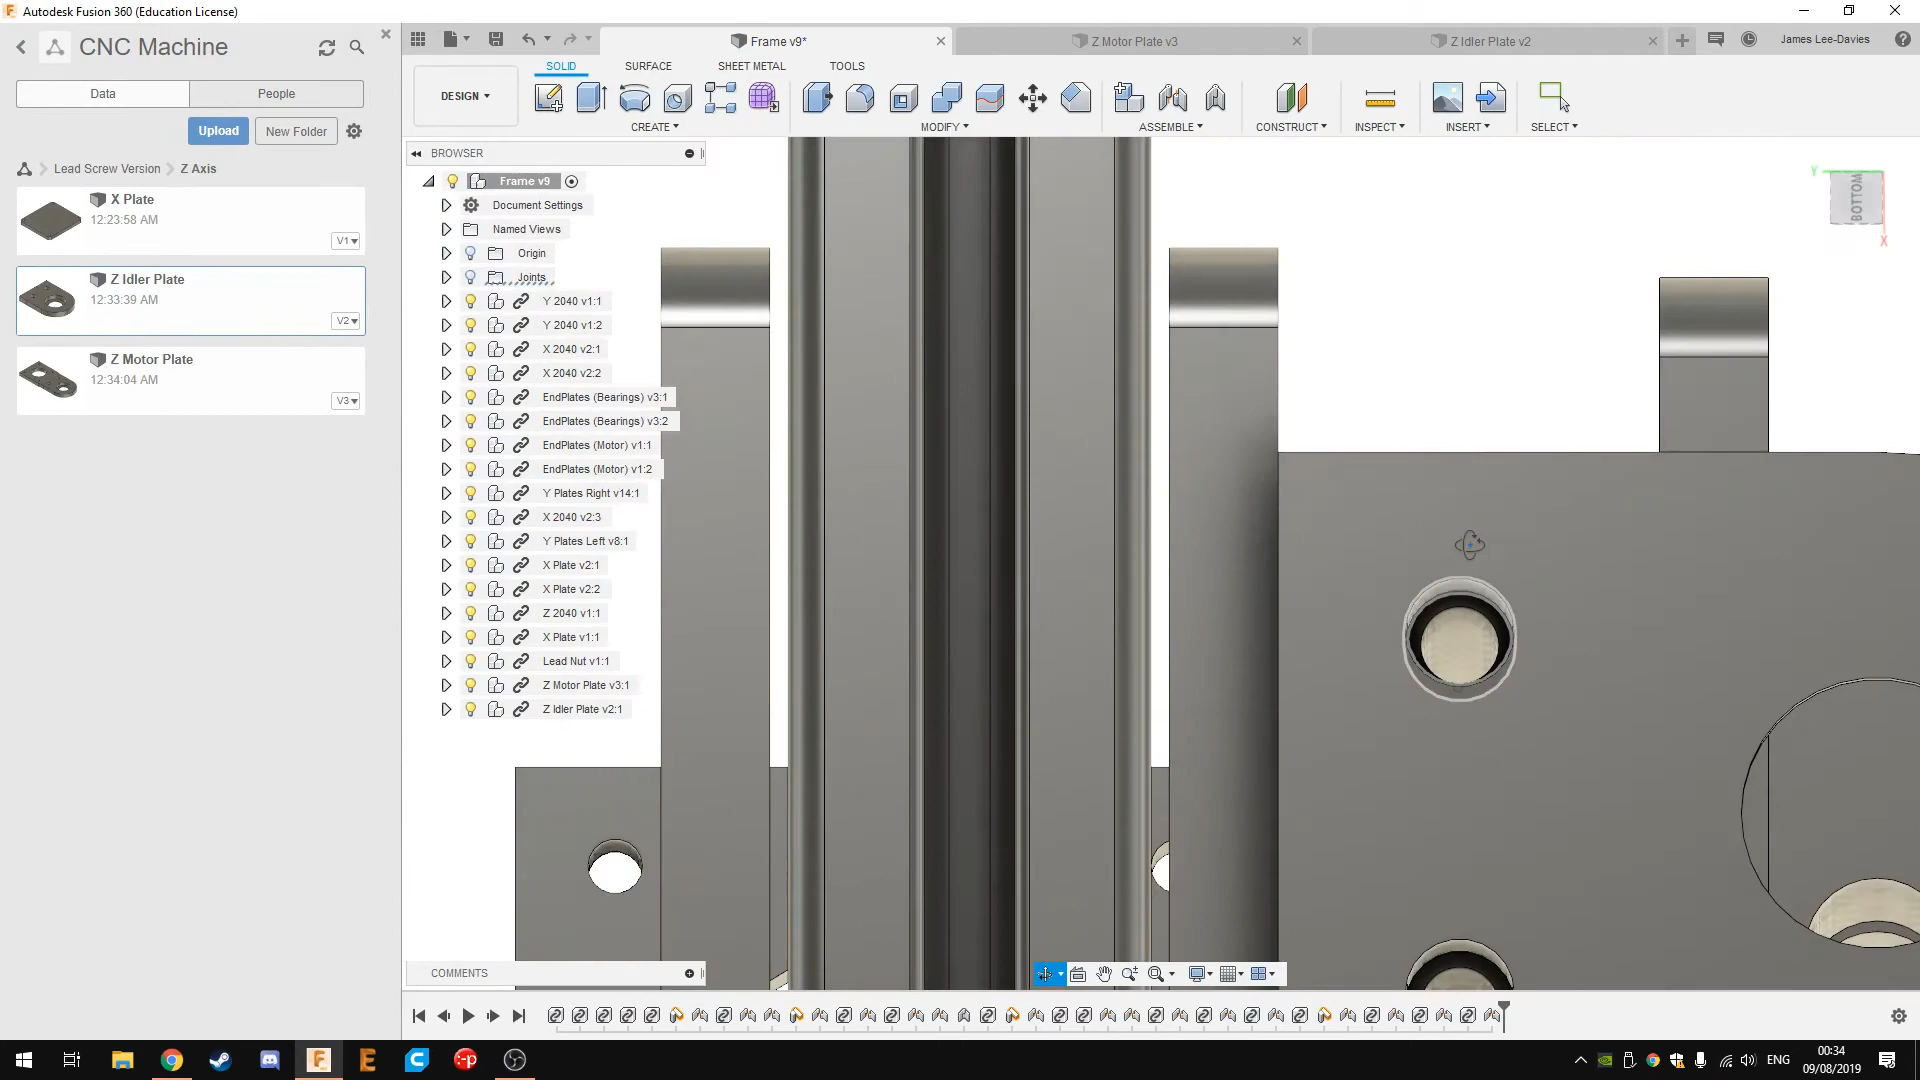 Autodesk Fusion 360 (Education License)
CNC Machine
Data
People
Upload
New Folder
Lead Screw Version
Z Axis
X Plate
12:23:58 AM
V1
Z Idler Plate
12:33:39 AM
V2
Z Motor Plate
12:34:04 AM
V3
Frame v9*
Z Motor Plate v3
Z Idler Plate v2
James Lee-Davies
SOLID
SURFACE
SHEET METAL
TOOLS
DESIGN
CREATE
MODIFY
ASSEMBLE
CONSTRUCT
INSPECT
INSERT
SELECT
BROWSER
Frame v9
Document Settings
Named Views
Origin
Joints
Y 2040 v1:1
Y 2040 v1:2
X 2040 v2:1
X 2040 v2:2
EndPlates (Bearings) v3:1
EndPlates (Bearings) v3:2
EndPlates (Motor) v1:1
EndPlates (Motor) v1:2
Y Plates Right v14:1
X 2040 v2:3
Y Plates Left v8:1
X Plate v2:1
X Plate v2:2
Z 2040 v1:1
X Plate v1:1
Lead Nut v1:1
Z Motor Plate v3:1
Z Idler Plate v2:1
Y
BOTTOM
X
COMMENTS
ENG
00:34
09/08/2019